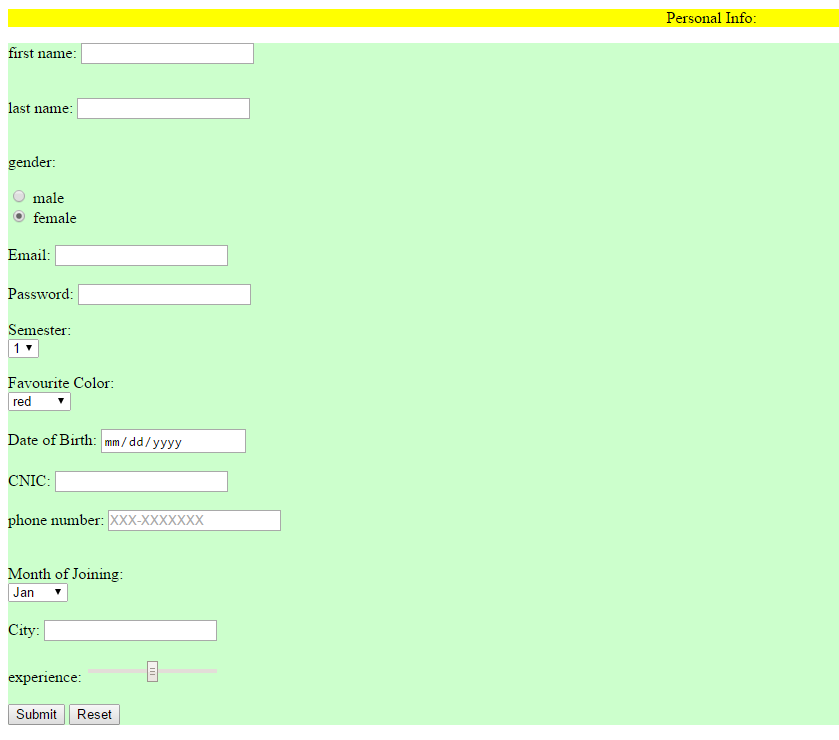 Personal Info:
first name:
last name:
gender:
male
female
Email:
Password:
Semester:
1
Favourite Color:
red
Date of Birth: mm/dd/yyyy
CNIC:
phone number: XXX-XXXXXXX
Month of Joining:
Jan
City:
experience:
Submit Reset